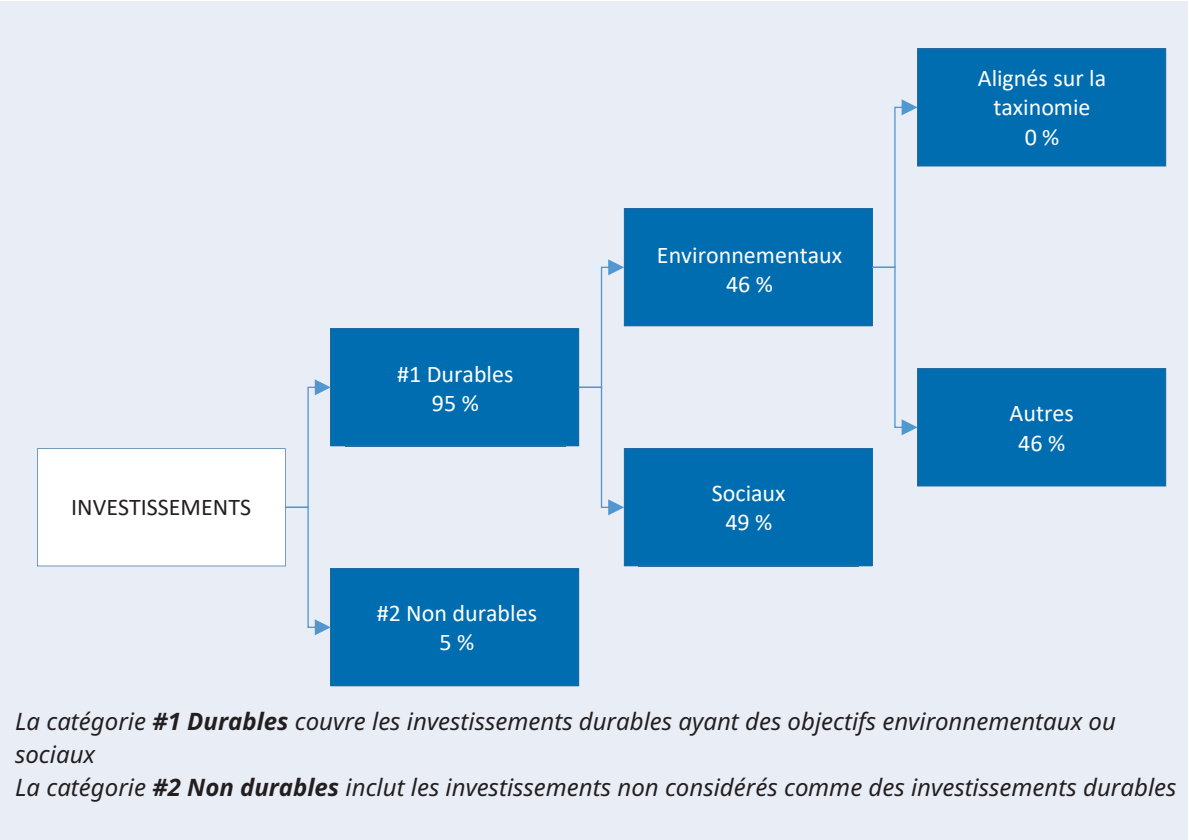 Alignés sur la
taxinomie
0 %
Environnementaux
46 %
#1 Durables
95 %
Autres
46 %
INVESTISSEMENTS
Sociaux
49 %
#2 Non durables
5 %
La catégorie #1 Durables couvre les investissements durables ayant des objectifs environnementaux ou
sociaux
La catégorie #2 Non durables inclut les investissements non considérés comme des investissements durables